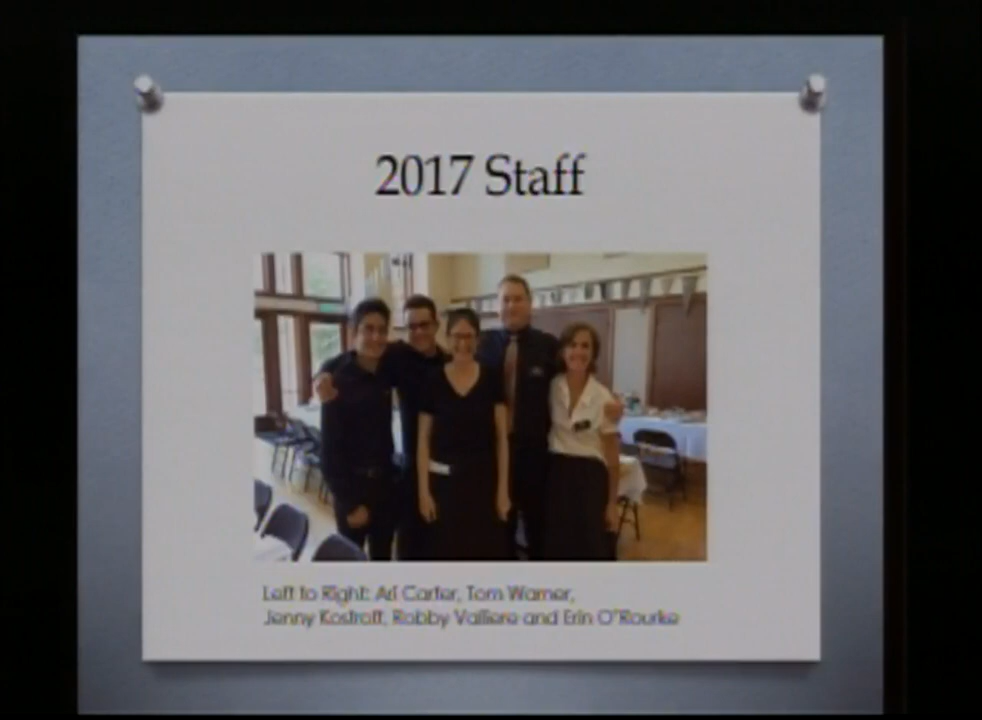 2017 Staff
Left to Right: Ari Carter, Tom Warner,
Jenny Kostroff, Robby Valliere and Erin O'Rourke